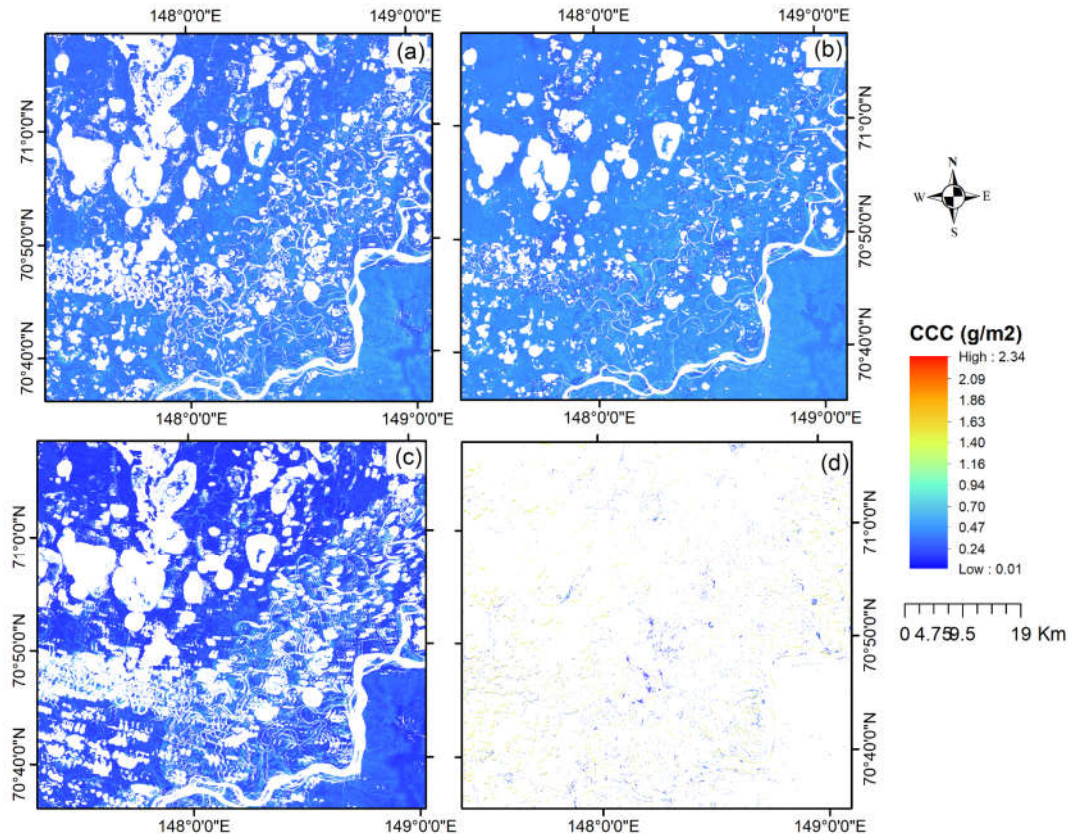 148°0'0"E 149°0'0"E 148°0'0"E 149°0'0"E
(a) (b)
71°0'0"N 71°0'0"N
70°50'0"N 70°50'0"N
70°40'0"N 70°40'0"N
148°0'0"E 149°0'0"E 148°0'0"E 149°0'0"E
N
W E
S
CCC (g/m2)
High : 2.34
2.09
1.86
1.63
1.40
1.16
0.94
0.70
0.47
0.24
Low : 0.01
0 4.75 9.5 19 Km
(c) (d)
71°0'0"N 71°0'0"N
70°50'0"N 70°50'0"N
70°40'0"N 70°40'0"N
148°0'0"E 149°0'0"E 148°0'0"E 149°0'0"E